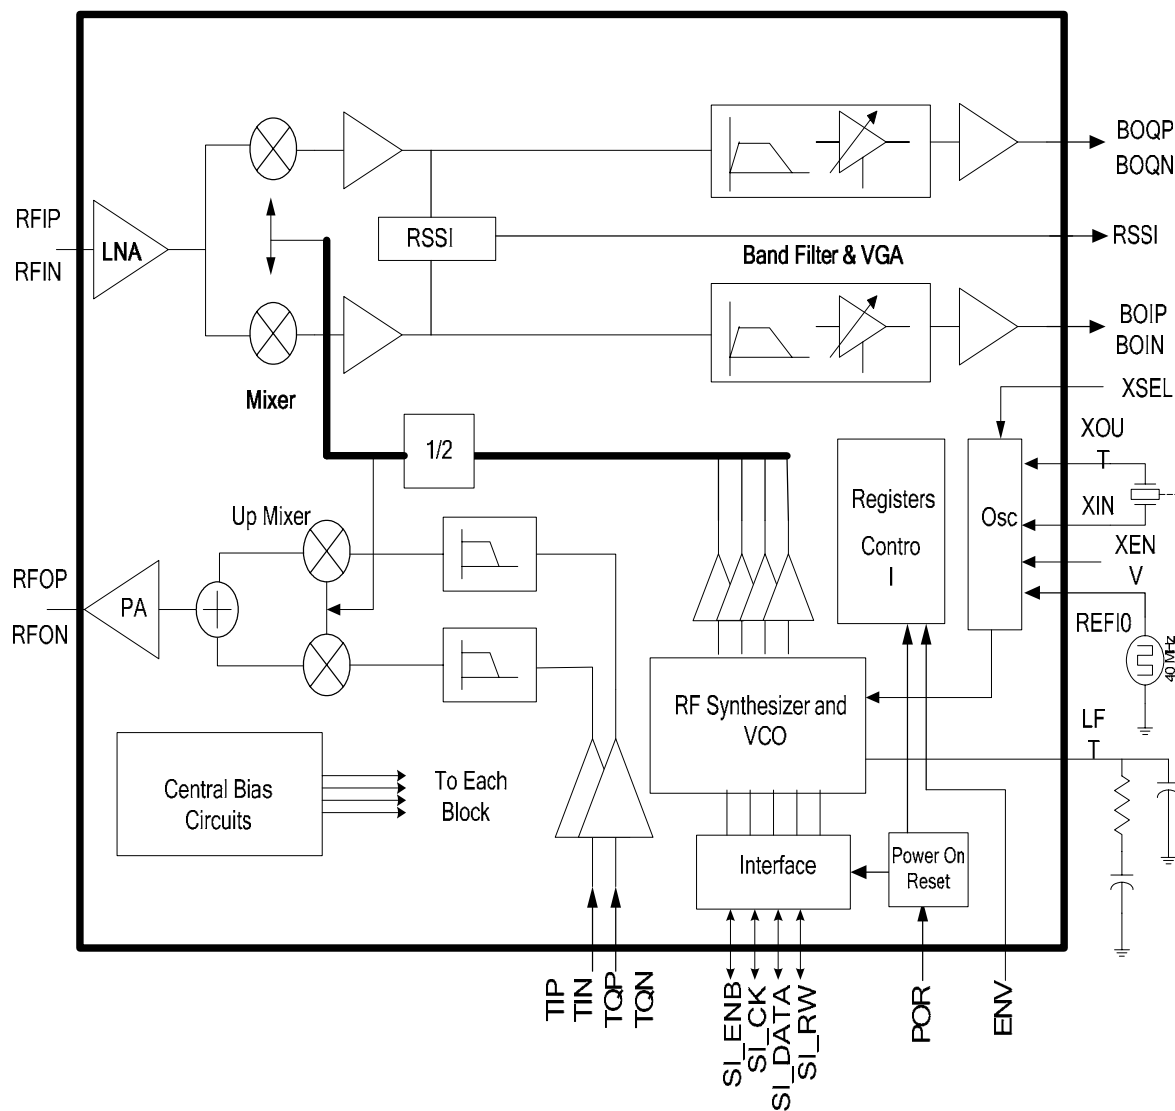 BOQP
BOQN
RFIP
RFIN
LNA
RSSI
RSSI
Band Filter & VGA
BOIP
BOIN
Mixer
XSEL
1/2
XOU
T
Registers
Contro
l
Osc
XIN
XEN
V
Up Mixer
RFOP
RFON
PA
REFI0
40 MHz
RF Synthesizer and
VCO
LF
T
Central Bias
Circuits
To Each
Block
Interface
Power On
Reset
TIP
TIN
TQP
TQN
SI_ENB
SI_CK
SI_DATA
SI_RW
POR
ENV